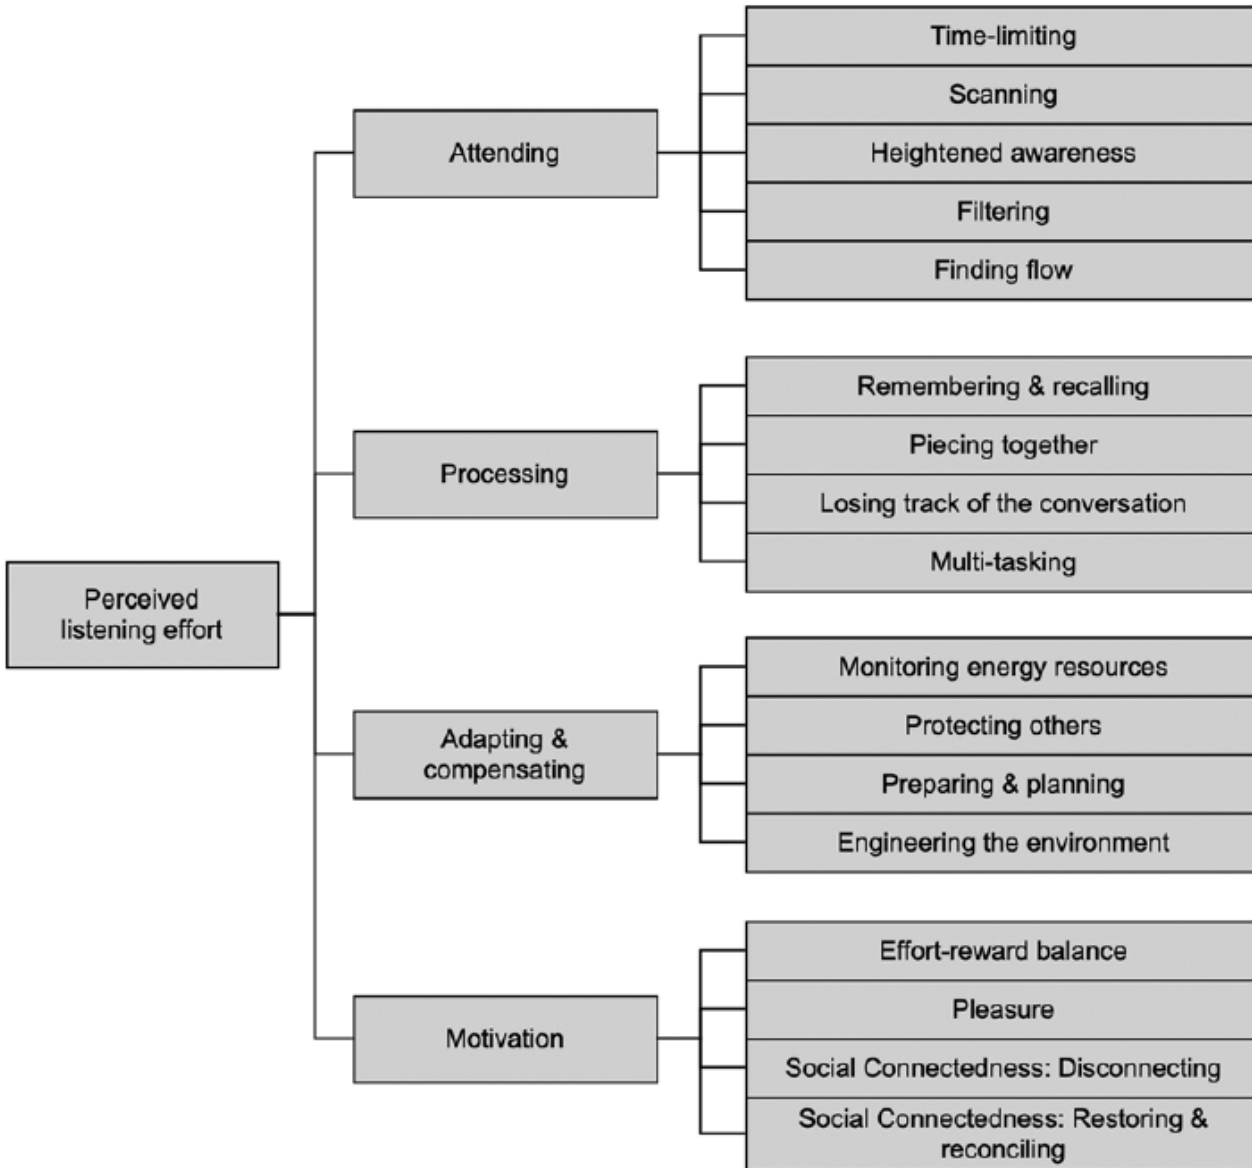 Perceived
listening effort
Attending
Time-limiting
Scanning
Heightened awareness
Filtering
Finding flow
Processing
Remembering & recalling
Piecing together
Losing track of the conversation
Multi-tasking
Adapting &
compensating
Monitoring energy resources
Protecting others
Preparing & planning
Engineering the environment
Motivation
Effort-reward balance
Pleasure
Social Connectedness: Disconnecting
Social Connectedness: Restoring &
reconciling